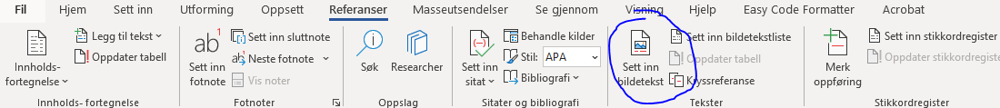 Fil Hjem Sett inn Utforming Oppsett Referanser Masseutsendelser Se gjennom Visning Hjelp Easy Code Formatter Acrobat
Innholds-
fortegnelse
Legg til tekst
Oppdater tabell
Innholds- fortegnelse
ab1
Sett inn
fotnote
Sett inn sluttnote
Neste fotnote
Vis noter
Fotnoter
Søk
Researcher
Oppslag
Sett inn
sitat
Behandle kilder
Stil: APA
Bibliografi
Sitater og bibliografi
Sett inn
bildetekst
Sett inn bildetekstliste
Oppdater tabell
Kryssreferanse
Tekster
Merk
oppføring
Sett inn stikkordregister
Oppdater stikkordregiste
Stikkordregister